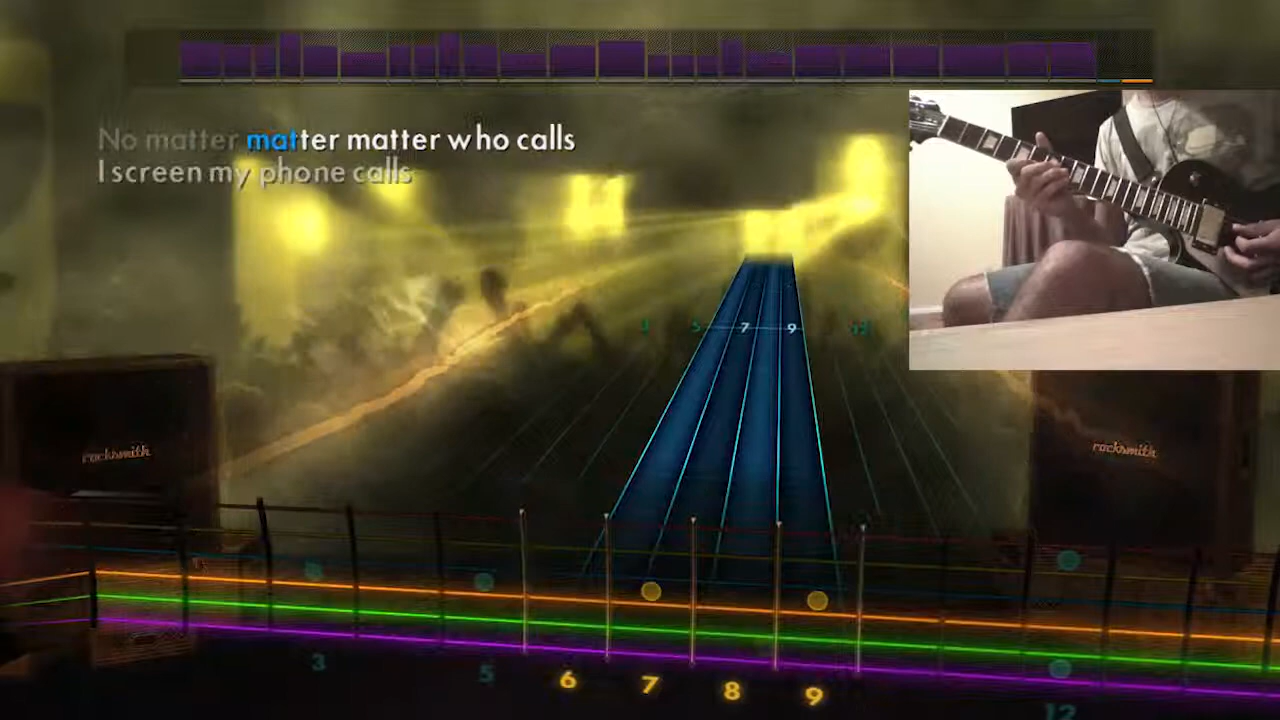 No matter matter matter who calls
I screen my phone calls
5 7 9
rocksmith
rocksmith
3 5 6 7 8 9 12